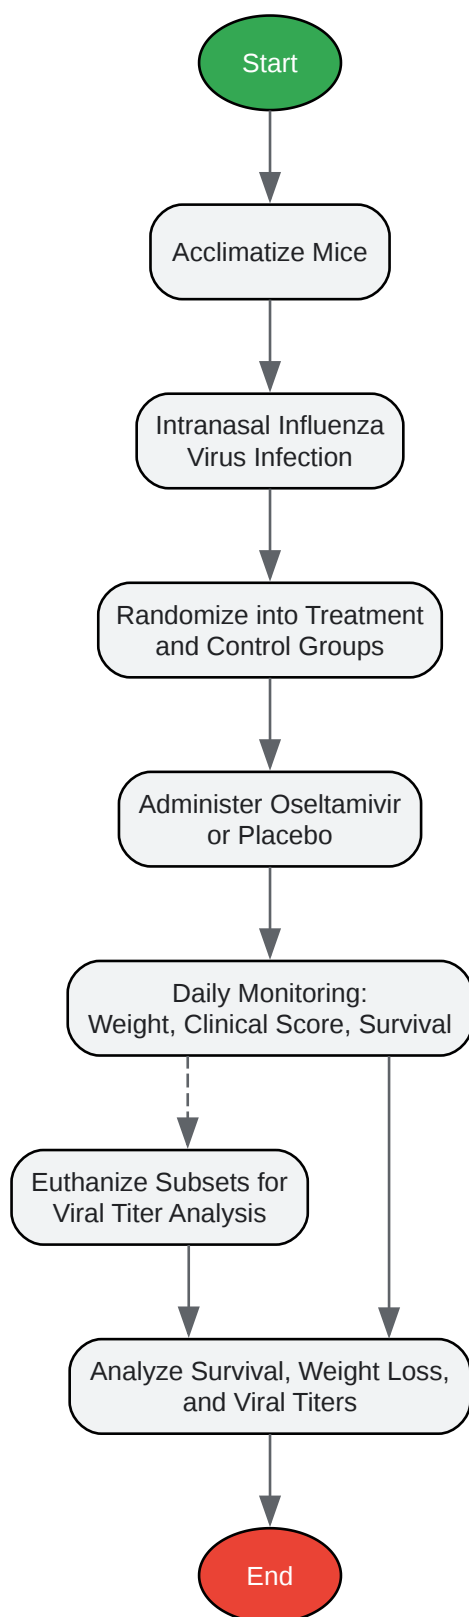 Start
Acclimatize Mice
Intranasal Influenza
Virus Infection
Randomize into Treatment
and Control Groups
Administer Oseltamivir
or Placebo
Daily Monitoring:
Weight, Clinical Score, Survival
Euthanize Subsets for
Viral Titer Analysis
Analyze Survival, Weight Loss,
and Viral Titers
End